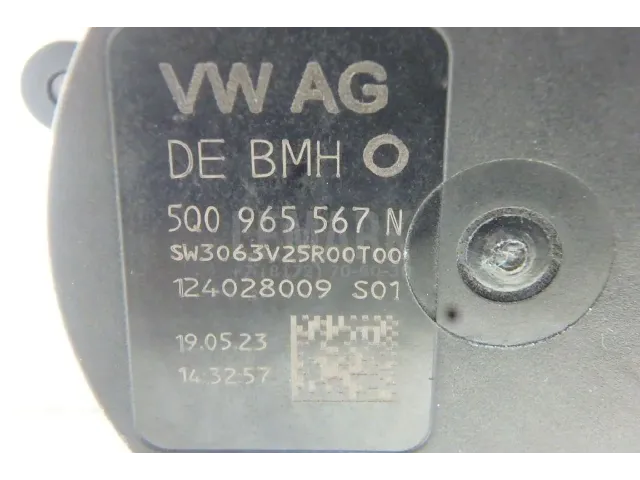 VW AG
DE BMH O
5Q0 965 567 N
SW3063V25R00T00
124028009 S01
19.05.23
14:32:57